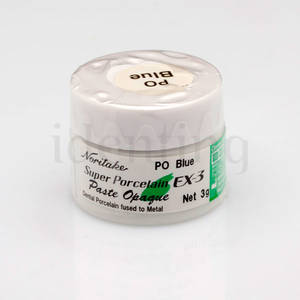 PO
Blue
Noritake
PO Blue
Super Porcelain EX-3
Paste Opaque
Net 3g
Dental Porcelain fused to Metal